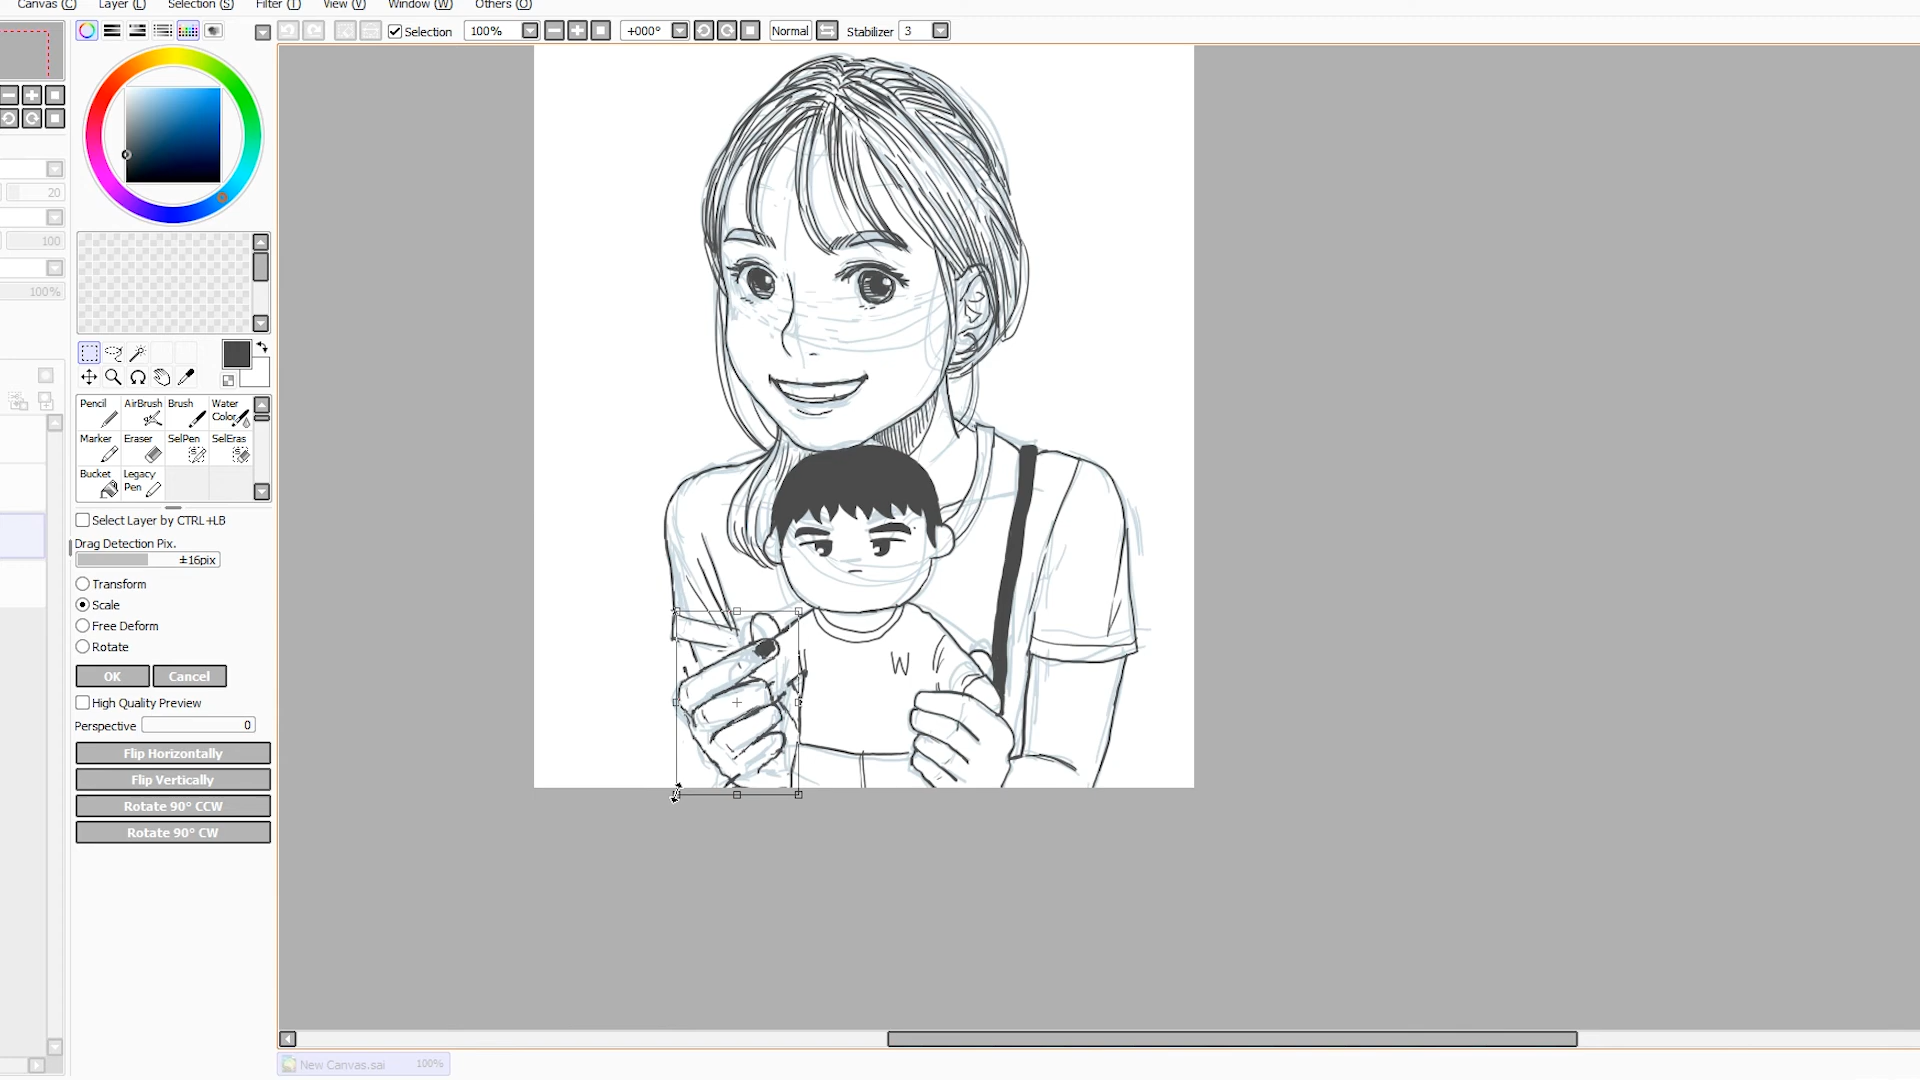 Canvas (C) Layer (L) Selection (S) Filter (T) View (V) Window (W) Others (O)
Selection 100% +000° Normal Stabilizer 3
20
100
100%
Pencil AirBrush Brush Water Color
Marker Eraser SelPen SelEras
Bucket Legacy Pen
Select Layer by CTRL+LB
Drag Detection Pix.
±16pix
Transform
Scale
Free Deform
Rotate
OK Cancel
High Quality Preview
Perspective 0
Flip Horizontally
Flip Vertically
Rotate 90° CCW
Rotate 90° CW
W
New Canvas.sai 100%